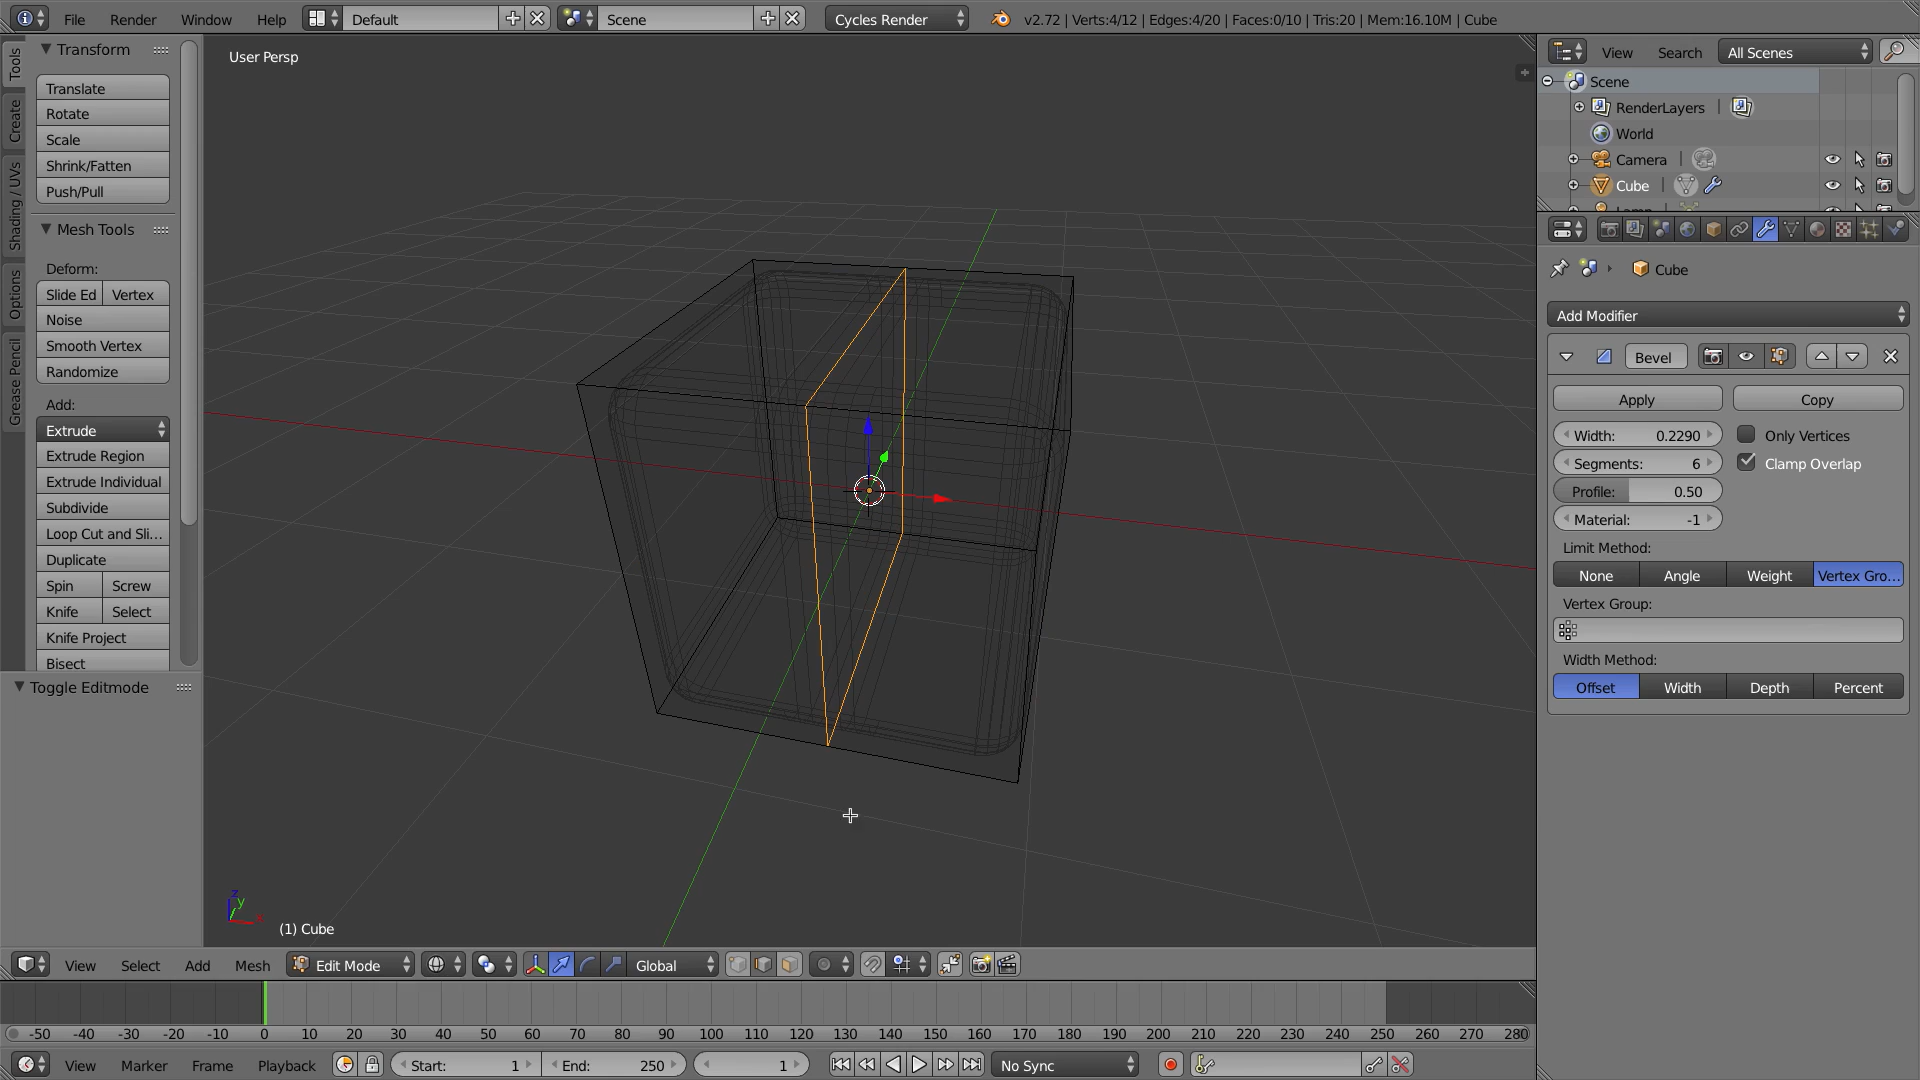 File Render Window Help Default Scene Cycles Render v2.72 | Verts:4/12 | Edges:4/20 | Faces:0/10 | Tris:20 | Mem:16.10M | Cube
Tools
Create
Shading / UVs
Options
Grease Pencil
Transform
Translate
Rotate
Scale
Shrink/Fatten
Push/Pull
Mesh Tools
Deform:
Slide Ed Vertex
Noise
Smooth Vertex
Randomize
Add:
Extrude
Extrude Region
Extrude Individual
Subdivide
Loop Cut and Sli...
Duplicate
Spin Screw
Knife Select
Knife Project
Bisect
Toggle Editmode
User Persp
z
y
(1) Cube
View Search All Scenes
Scene
RenderLayers
World
Camera
Cube
Cube
Add Modifier
Bevel
Apply Copy
Width: 0.2290 Only Vertices
Segments: 6 Clamp Overlap
Profile: 0.50
Material: -1
Limit Method:
None Angle Weight Vertex Gro...
Vertex Group:
Width Method:
Offset Width Depth Percent
View Select Add Mesh Edit Mode Global
-50 -40 -30 -20 -10 0 10 20 30 40 50 60 70 80 90 100 110 120 130 140 150 160 170 180 190 200 210 220 230 240 250 260 270 280
View Marker Frame Playback Start: 1 End: 250 1 No Sync